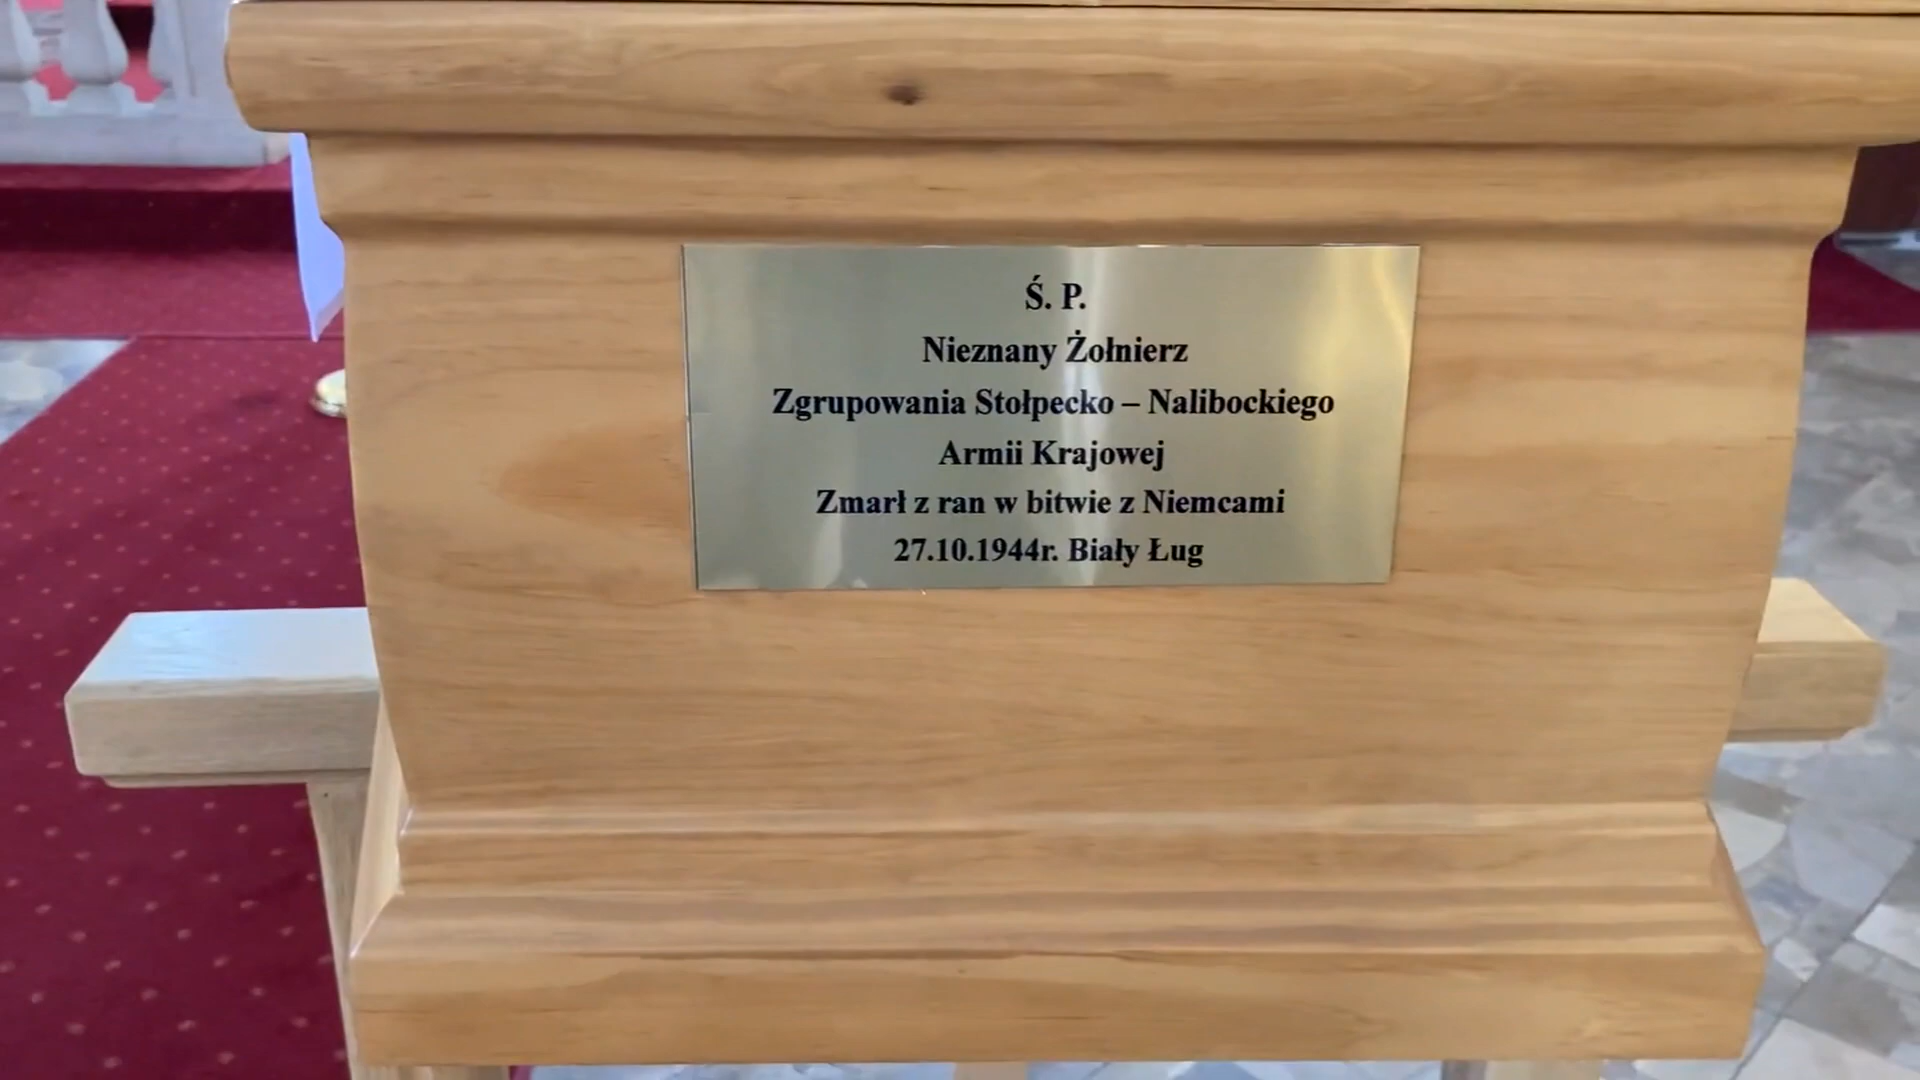 Ś. P.
Nieznany Żołnierz
Zgrupowania Stołpecko – Nalibockiego
Armii Krajowej
Zmarł z ran w bitwie z Niemcami
27.10.1944r. Biały Ług